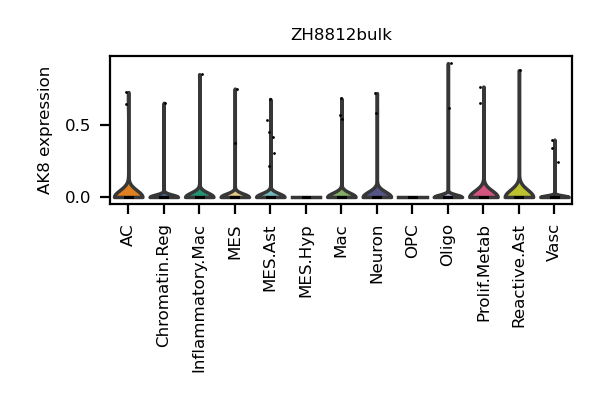 ZH8812bulk
AK8 expression
0.5
0.0
AC
Chromatin.Reg
Inflammatory.Mac
MES
MES.Ast
MES.Hyp
Mac
Neuron
OPC
Oligo
Prolif.Metab
Reactive.Ast
Vasc